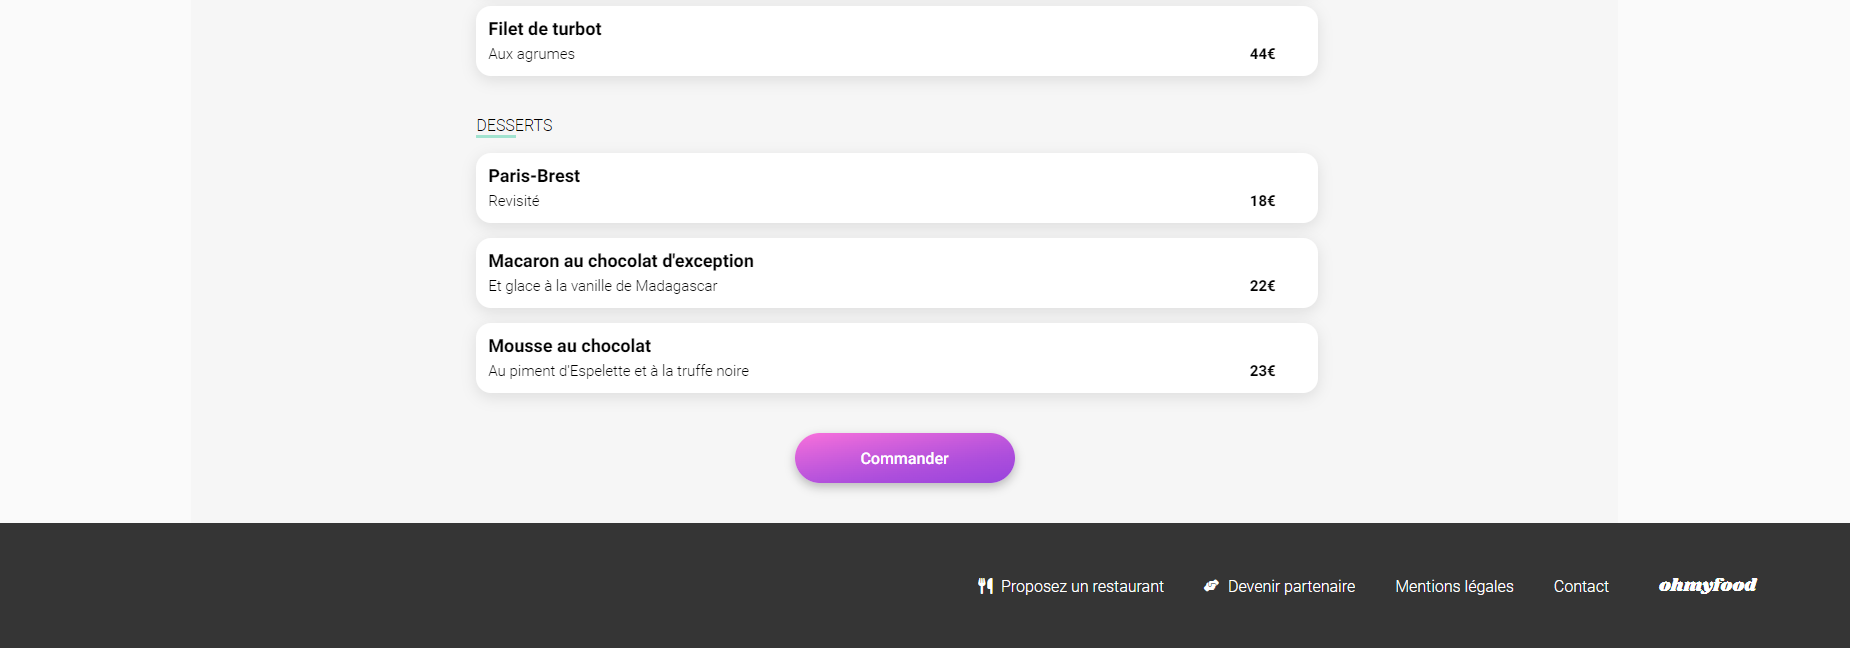 Filet de turbot
Aux agrumes 44€
DESSERTS
Paris-Brest
Revisité 18€
Macaron au chocolat d'exception
Et glace à la vanille de Madagascar 22€
Mousse au chocolat
Au piment d'Espelette et à la truffe noire 23€
Commander
Proposez un restaurant Devenir partenaire Mentions légales Contact ohmyfood